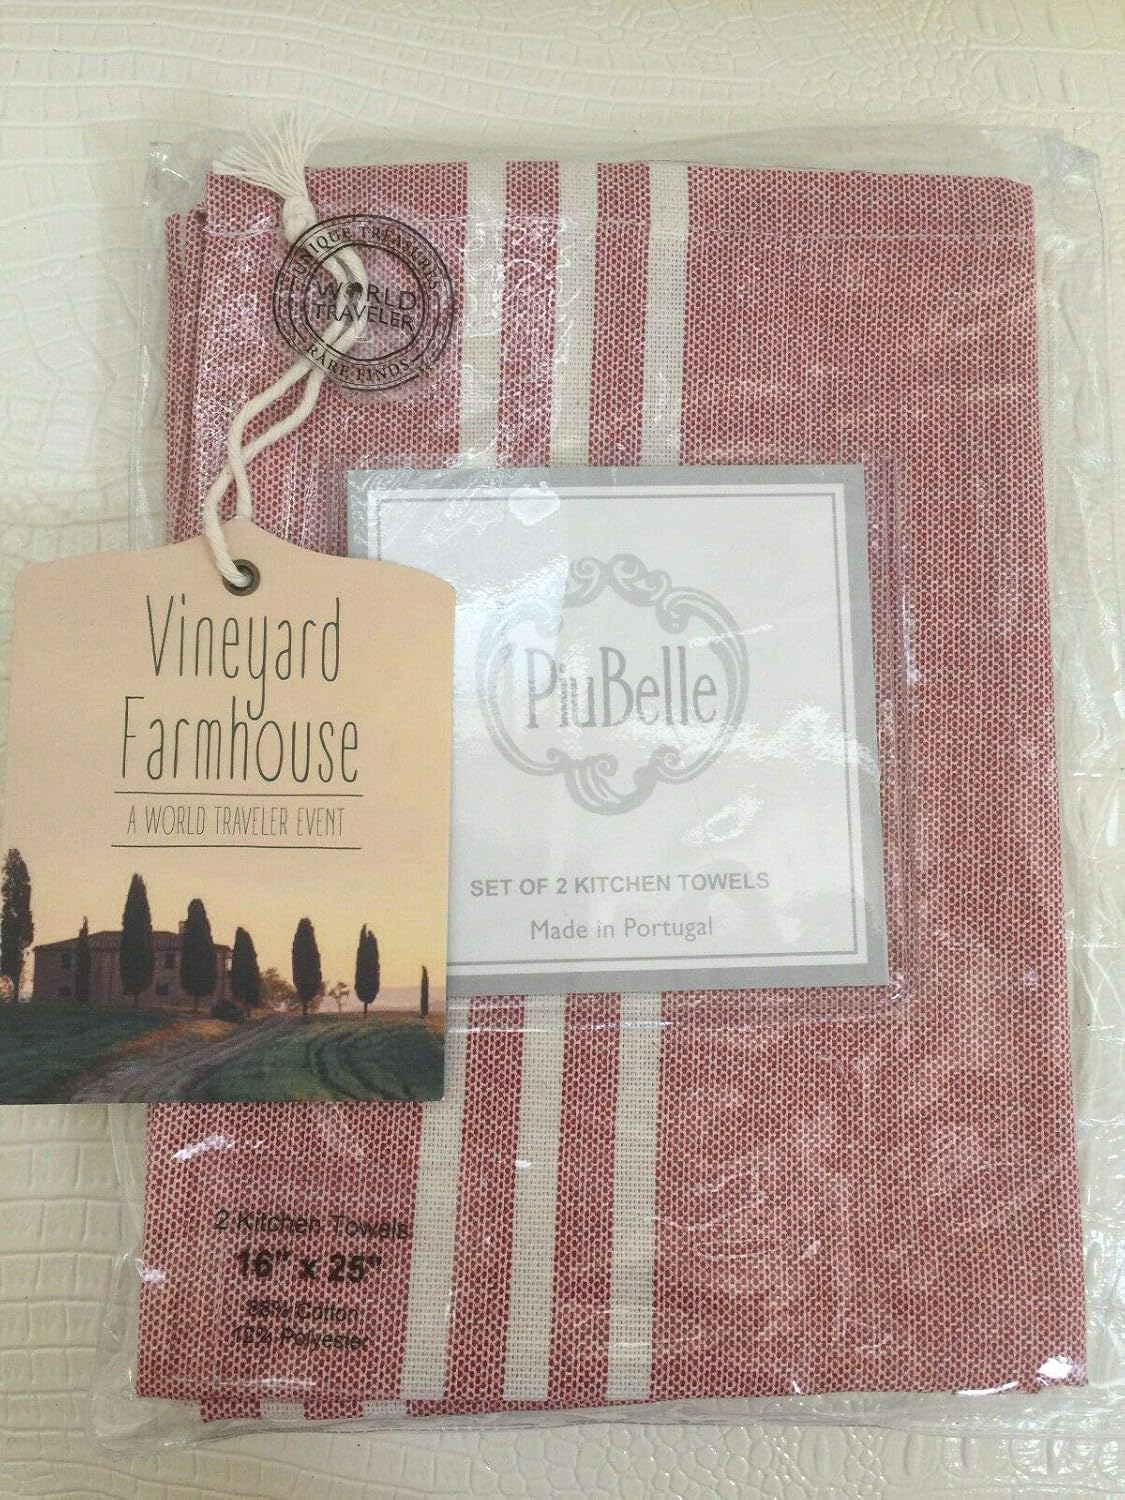 UNIQUE TREASURES
WORLD
TRAVELER
RARE FINDS
Vineyard
Farmhouse
A WORLD TRAVELER EVENT
PiuBelle
SET OF 2 KITCHEN TOWELS
Made in Portugal
2 Kitchen Towels
16" x 25"
88% Cotton
12% Polyester